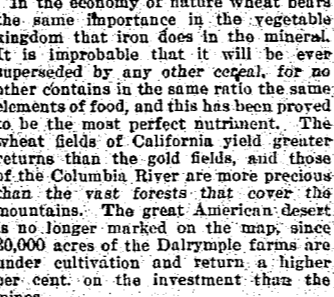 In the economy of nature wheat bears
the same importance in the vegetable
kingdom that iron does in the mineral.
It is improbable that it will be ever
superseded by any other cereal, for no
other contains in the same ratio the same
elements of food, and this has been proved
to be the most perfect nutriment. The
wheat fields of California yield greater
returns than the gold fields, and those
of the Columbia River are more precious
than the vast forests that cover the
mountains. The great American desert
is no longer marked on the map, since
30,000 acres of the Dalrymple farms are
under cultivation and return a higher
per cent. on the investment than the
mines